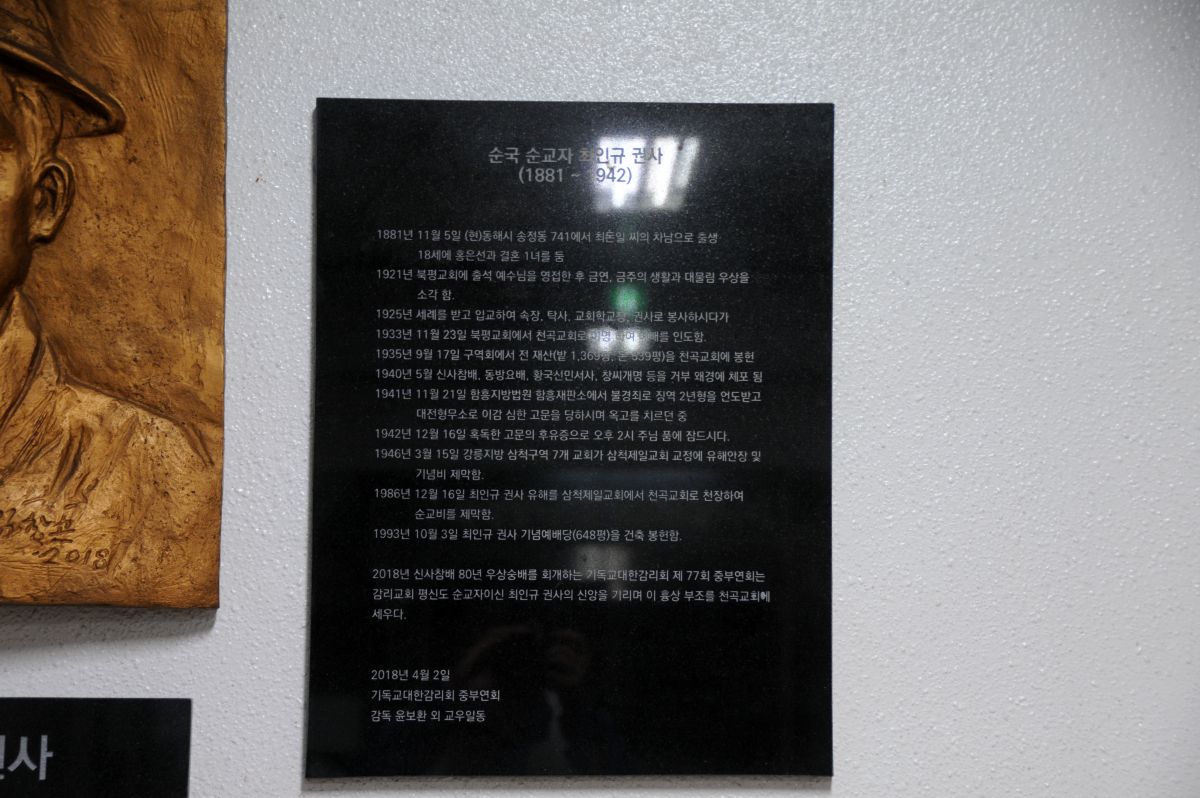 순국 순교자 최인규 권사
(1881 ~ 1942)
1881년 11월 5일 (현)동해시 송정동 741에서 최돈일 씨의 차남으로 출생
18세에 홍은선과 결혼 1녀를 둠
1921년 북평교회에 출석 예수님을 영접한 후 금연, 금주의 생활과 대물림 우상을
소각 함.
1925년 세례를 받고 입교하여 속장, 탁사, 교회학교장, 권사로 봉사하시다가
1933년 11월 23일 북평교회에서 천곡교회로 하여 예배를 인도함.
1935년 9월 17일 구역회에서 전 재산(밭 1,369평, 논 539평)을 천곡교회에 봉헌
1940년 5월 신사참배, 동방요배, 황국신민서사, 창씨개명 등을 거부 왜경에 체포 됨
1941년 11월 21일 함흥지방법원 함흥재판소에서 불경죄로 징역 2년형을 언도받고
대전형무소로 이감 심한 고문을 당하시며 옥고를 치르던 중
1942년 12월 16일 혹독한 고문의 후유증으로 오후 2시 주님 품에 잠드시다.
1946년 3월 15일 강릉지방 삼척구역 7개 교회가 삼척제일교회 교정에 유해안장 및
기념비 제막함.
1986년 12월 16일 최인규 권사 유해를 삼척제일교회에서 천곡교회로 천장하여
순교비를 제막함.
1993년 10월 3일 최인규 권사 기념예배당(648평)을 건축 봉헌함.
2018년 신사참배 80년 우상숭배를 회개하는 기독교대한감리회 제 77회 중부연회는
감리교회 평신도 순교자이신 최인규 권사의 신앙을 기리며 이 흉상 부조를 천곡교회에
세우다.
2018년 4월 2일
기독교대한감리회 중부연회
감독 윤보환 외 교우일동
2018
사